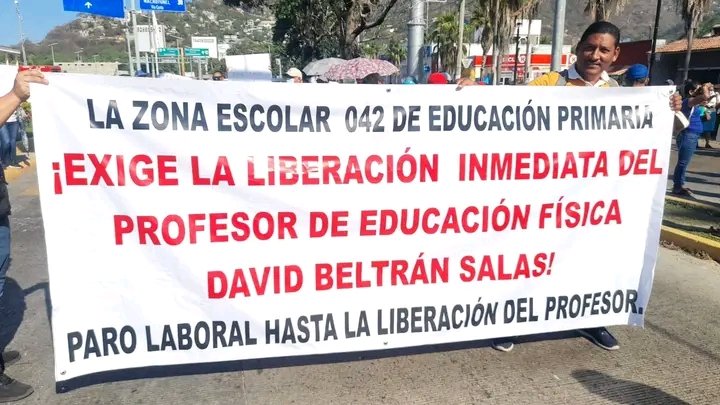 LA ZONA ESCOLAR 042 DE EDUCACIÓN PRIMARIA
¡EXIGE LA LIBERACIÓN INMEDIATA DEL
PROFESOR DE EDUCACIÓN FÍSICA
DAVID BELTRÁN SALAS!
PARO LABORAL HASTA LA LIBERACIÓN DEL PROFESOR.